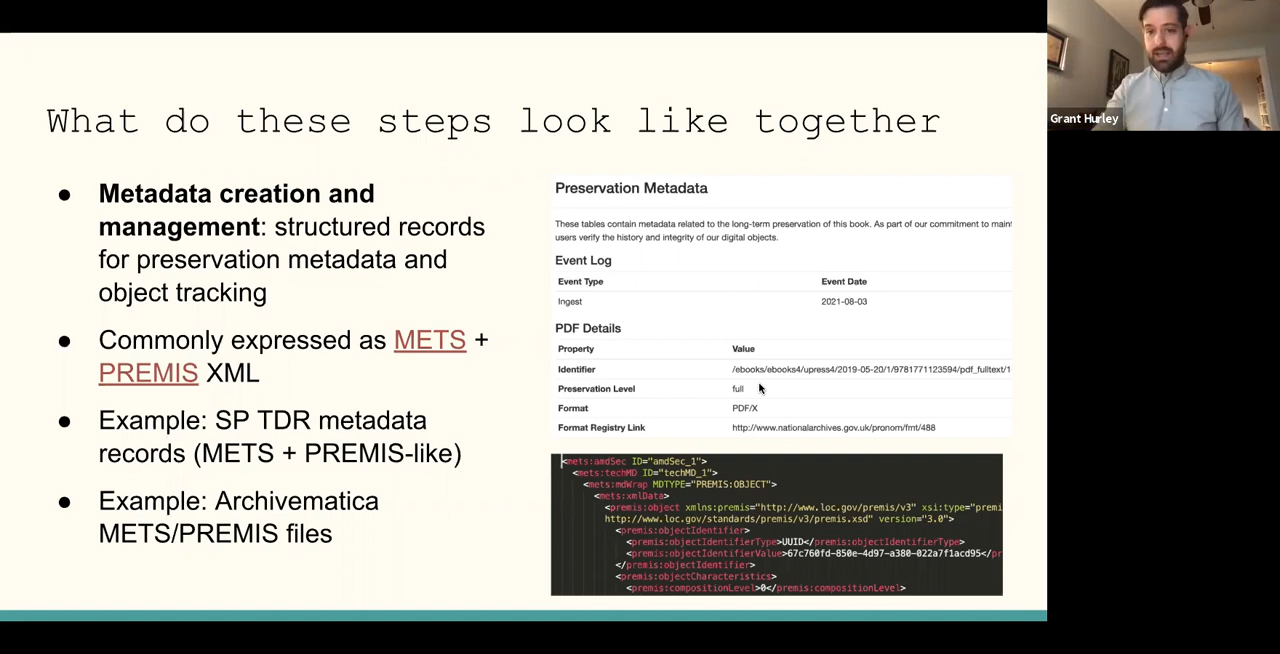 What do these steps look like together
● Metadata creation and
management: structured records
for preservation metadata and
object tracking
● Commonly expressed as METS +
PREMIS XML
● Example: SP TDR metadata
records (METS + PREMIS-like)
● Example: Archivematica
METS/PREMIS files
Preservation Metadata
These tables contain metadata related to the long-term preservation of this book. As part of our commitment to maint
users verify the history and integrity of our digital objects.
Event Log
Event Type Event Date
Ingest 2021-08-03
PDF Details
Property Value
Identifier /ebooks/ebooks4/upress4/2019-05-20/1/9781771123594/pdf_fulltext/1
Preservation Level full
Format PDF/X
Format Registry Link http://www.nationalarchives.gov.uk/pronom/fmt/488
<mets:amdSec ID="amdSec_1">
<mets:techMD ID="techMD_1">
<mets:mdWrap MDTYPE="PREMIS:OBJECT">
<mets:xmlData>
<premis:object xmlns:premis="http://www.loc.gov/premis/v3" xsi:type="premi
http://www.loc.gov/standards/premis/v3/premis.xsd" version="3.0">
<premis:objectIdentifier>
<premis:objectIdentifierType>UUID</premis:objectIdentifierType>
<premis:objectIdentifierValue>67c760fd-850e-4d97-a380-022a7f1acd95</pr
</premis:objectIdentifier>
<premis:objectCharacteristics>
<premis:compositionLevel>0</premis:compositionLevel>
Grant Hurley